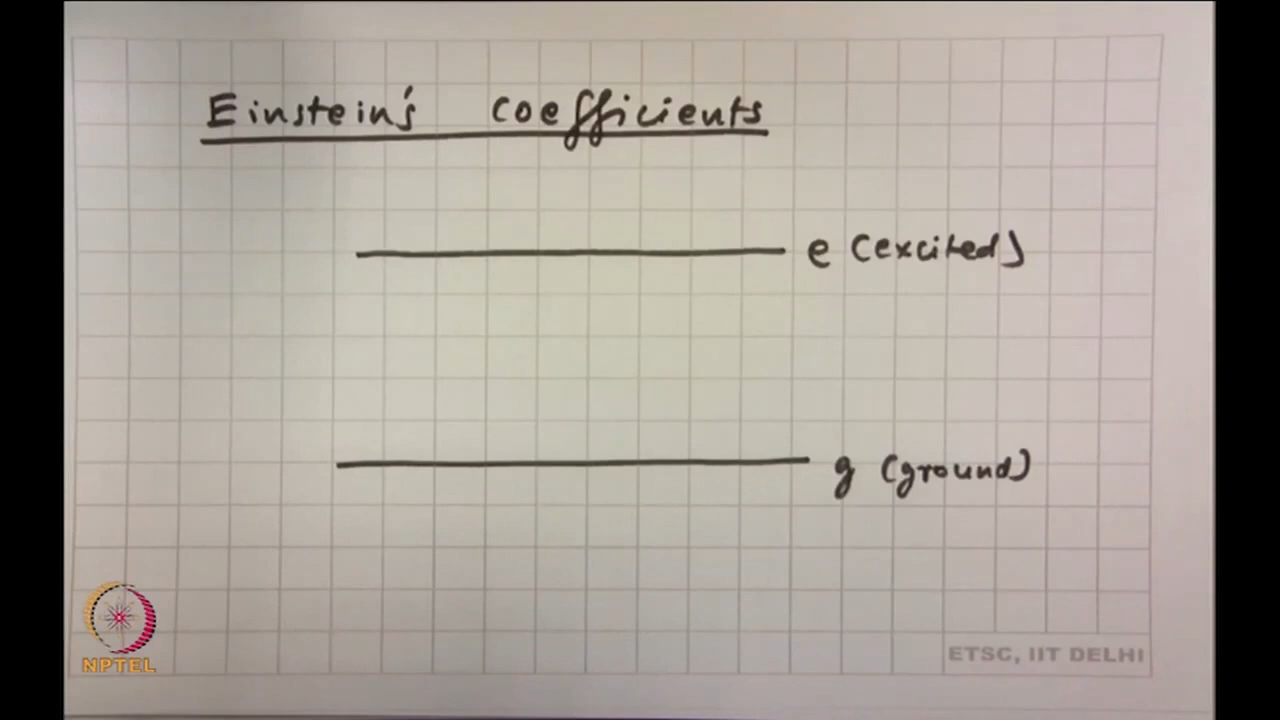 Einstein's coefficients
e (excited)
g (ground)
NPTEL
ETSC, IIT DELHI